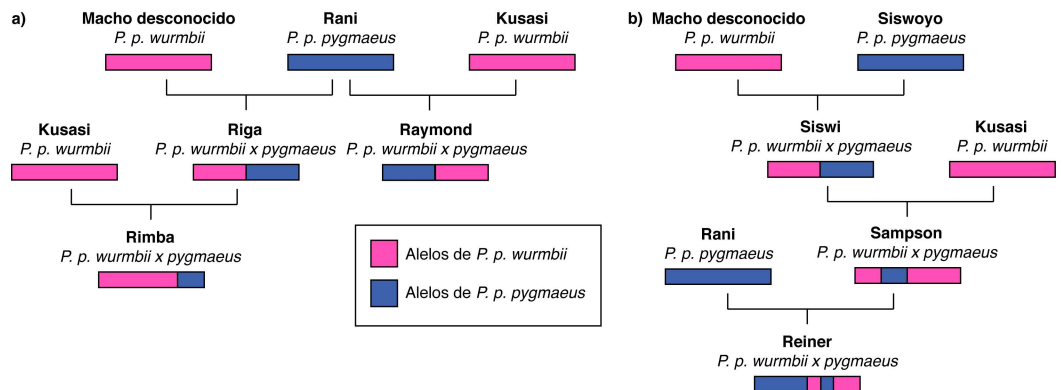 a)
Macho desconocido
P. p. wurmbii
Rani
P. p. pygmaeus
Kusasi
P. p. wurmbii
Kusasi
P. p. wurmbii
Riga
P. p. wurmbii x pygmaeus
Raymond
P. p. wurmbii x pygmaeus
Rimba
P. p. wurmbii x pygmaeus
Alelos de P. p. wurmbii
Alelos de P. p. pygmaeus
b)
Macho desconocido
P. p. wurmbii
Siswoyo
P. p. pygmaeus
Siswi
P. p. wurmbii x pygmaeus
Kusasi
P. p. wurmbii
Rani
P. p. pygmaeus
Sampson
P. p. wurmbii x pygmaeus
Reiner
P. p. wurmbii x pygmaeus